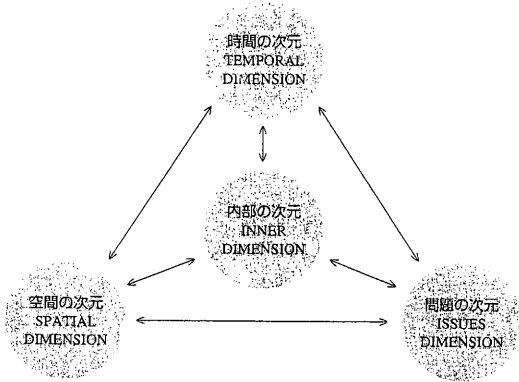 時間の次元
TEMPORAL
DIMENSION
内部の次元
INNER
DIMENSION
空間の次元
SPATIAL
DIMENSION
問題の次元
ISSUES
DIMENSION